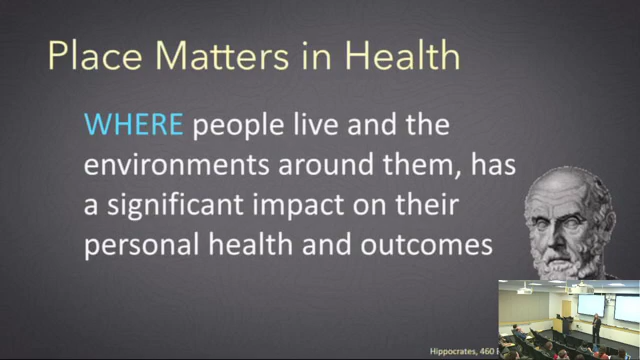 Place Matters in Health
WHERE people live and the
environments around them, has
a significant impact on their
personal health and outcomes
Hippocrates, 460